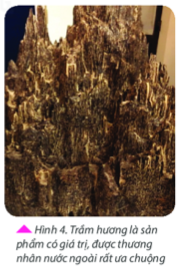 Hình 4. Trầm hương là sản
phẩm có giá trị, được thương
nhân nước ngoài rất ưa chuộng